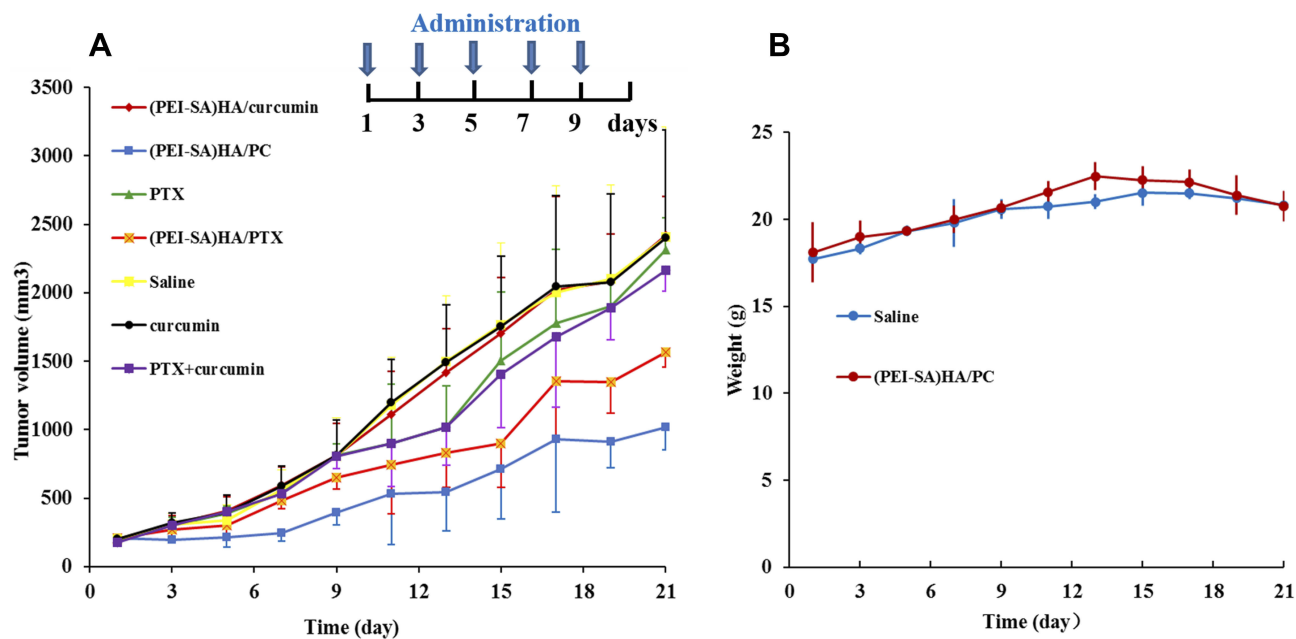 A
Administration
1 3 5 7 9 days
(PEI-SA)HA/curcumin
(PEI-SA)HA/PC
PTX
(PEI-SA)HA/PTX
Saline
curcumin
PTX+curcumin
Tumor volume (mm3)
3500
3000
2500
2000
1500
1000
500
0
0 3 6 9 12 15 18 21
Time (day)
B
Weight (g)
25
20
15
10
5
0
Saline
(PEI-SA)HA/PC
0 3 6 9 12 15 18 21
Time (day）